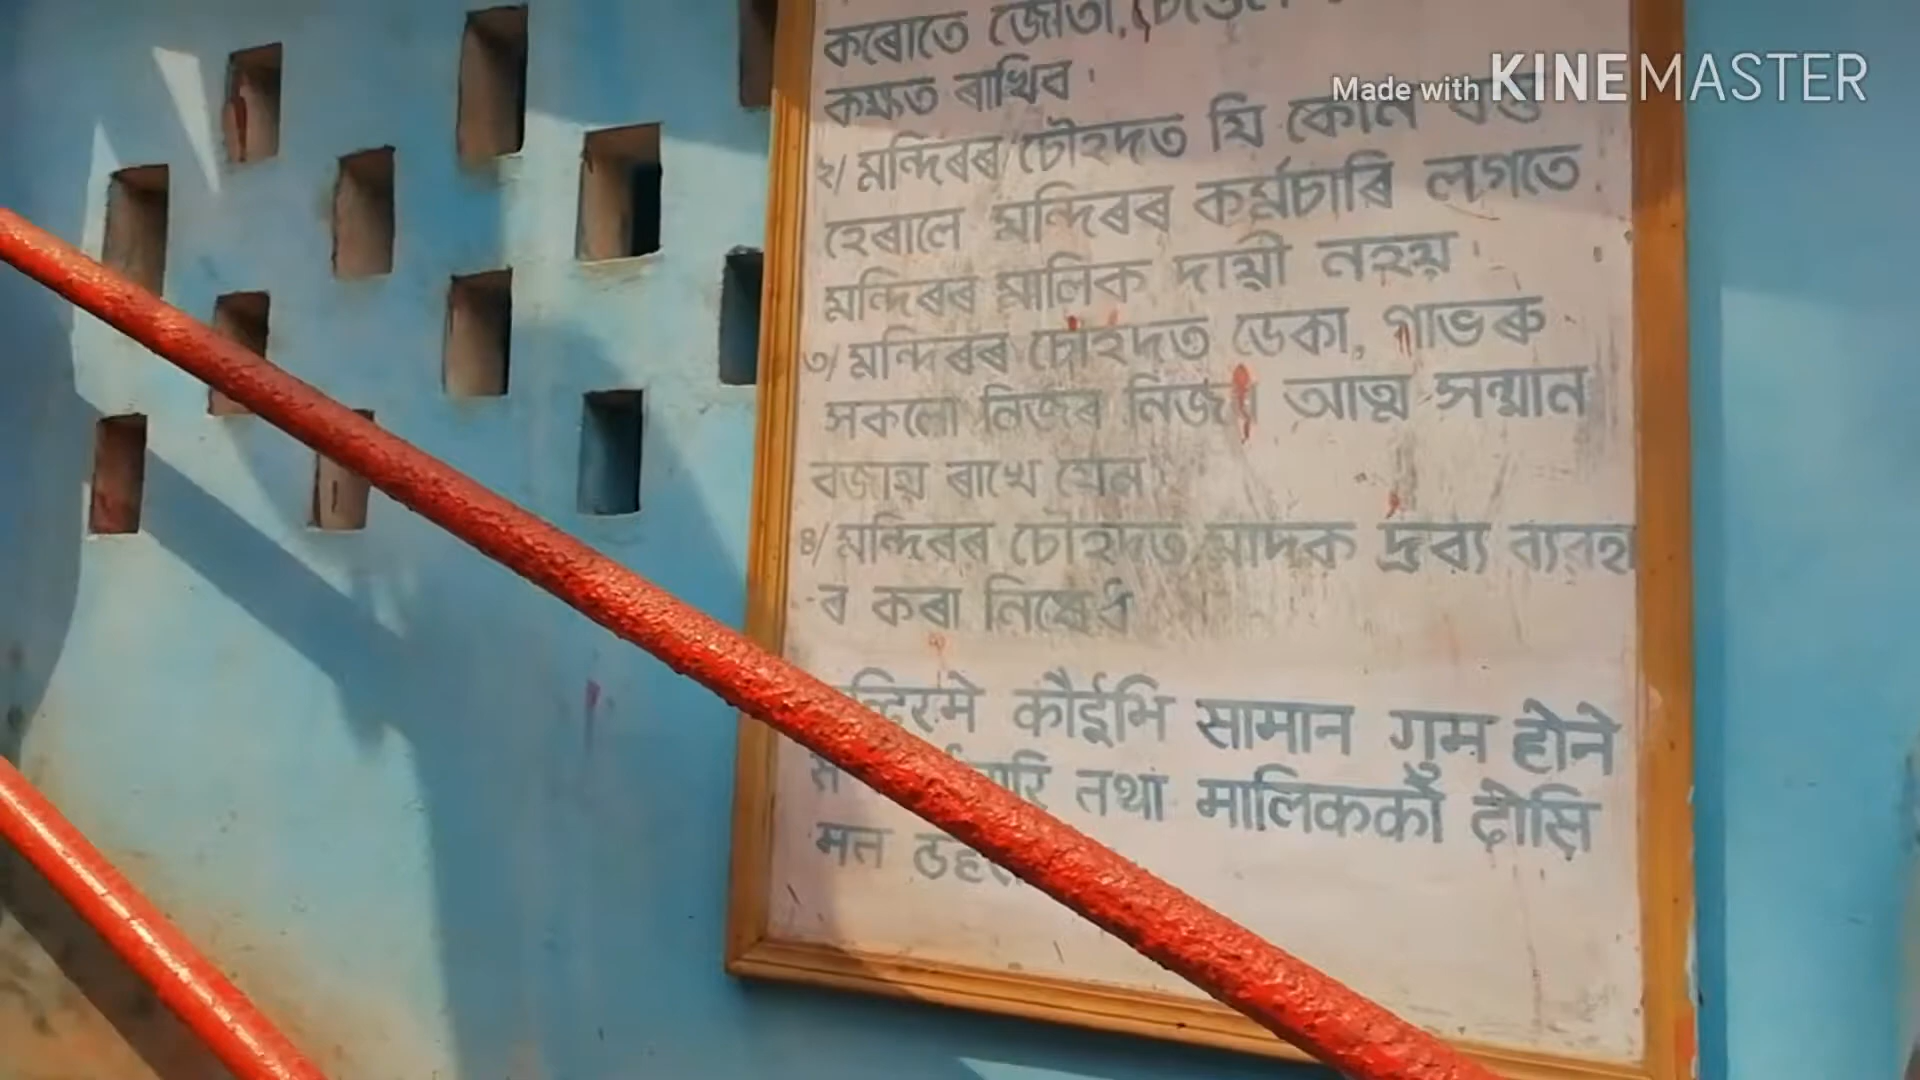 কৰোতে জোতা,
Made with KINEMASTER
কক্ষত ৰাখিব
২/ মন্দিৰৰ চৌহদত যি কোন বস্তু
হেৰালে মন্দিৰৰ কৰ্ম্মচাৰি লগতে
মন্দিৰৰ মালিক দায়ী নহয়
৩/ মন্দিৰৰ চৌহদত ডেকা, গাভৰু
সকলো নিজৰ নিজৰ আত্ম সন্মান
বজায় ৰাখে যেন
৪/ মন্দিৰৰ চৌহদত মাদক দ্ৰব্য ব্যৱহা
-ৰ কৰা নিষেধ
कौईभि सामान गुम होने
तथा मालिककौ दोसि
मत